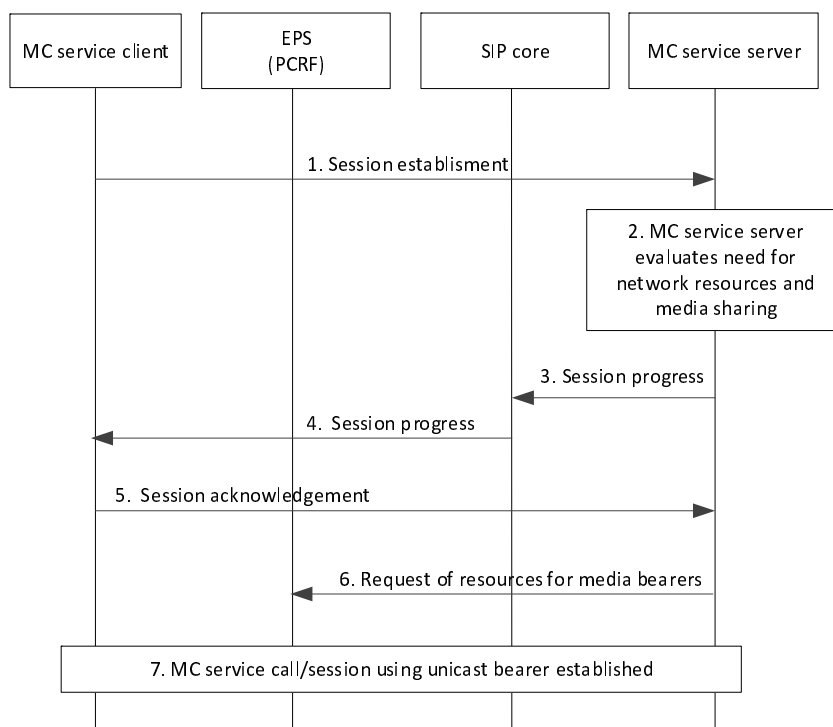 MC service client
EPS
(PCRF)
SIP core
MC service server
1. Session establisment
2. MC service server
evaluates need for
network resources and
media sharing
3. Session progress
4. Session progress
5. Session acknowledgement
6. Request of resources for media bearers
7. MC service call/session using unicast bearer established